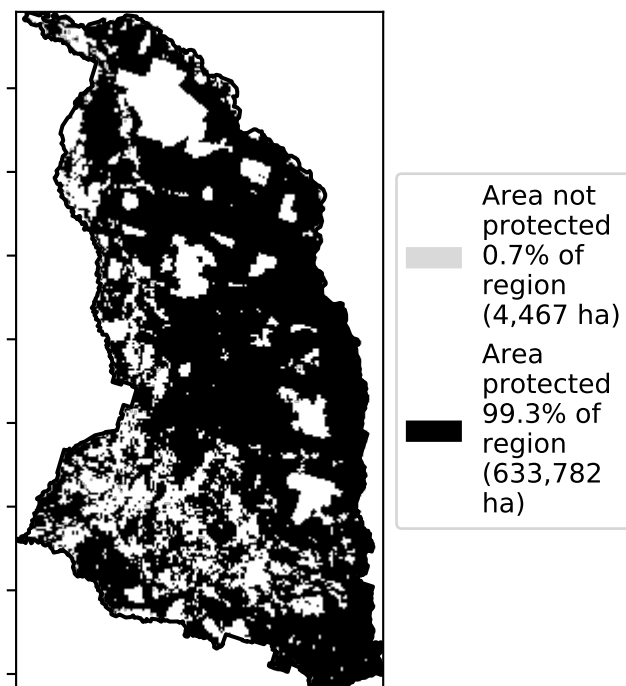 Area not
protected
0.7% of
region
(4,467 ha)
Area
protected
99.3% of
region
(633,782
ha)